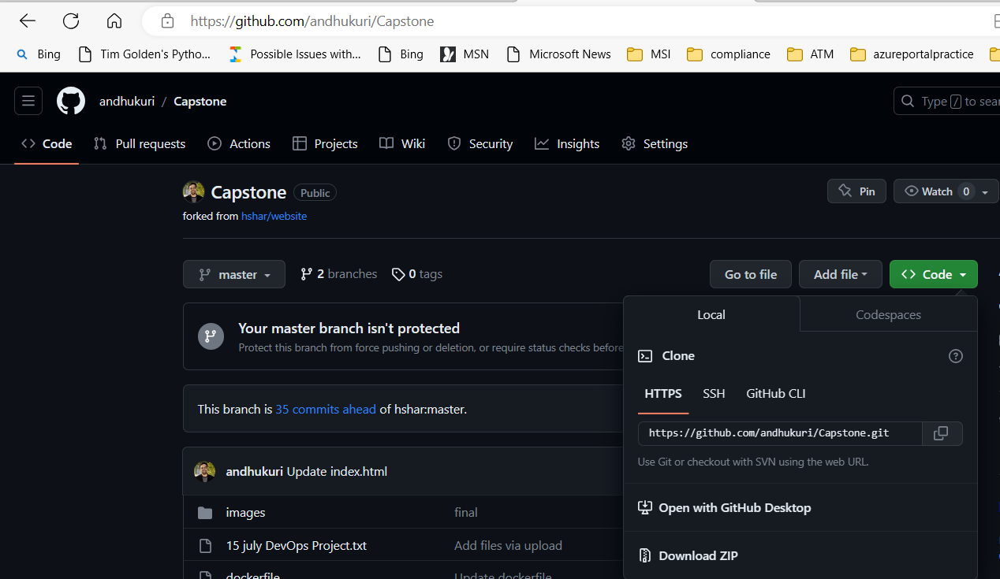 https://github.com/andhukuri/Capstone
Bing Tim Golden's Pytho... Possible Issues with... Bing MSN Microsoft News MSI compliance ATM azureportalpractice
andhukuri / Capstone Type / to sear
Code Pull requests Actions Projects Wiki Security Insights Settings
Capstone Public Pin Watch 0
forked from hshar/website
master 2 branches 0 tags Go to file Add file Code
Local Codespaces
Your master branch isn't protected
Protect this branch from force pushing or deletion, or require status checks before
Clone
HTTPS SSH GitHub CLI
This branch is 35 commits ahead of hshar:master.
https://github.com/andhukuri/Capstone.git
Use Git or checkout with SVN using the web URL.
andhukuri Update index.html
images final
Open with GitHub Desktop
15 july DevOps Project.txt Add files via upload
Download ZIP
dockerfile Update dockerfile